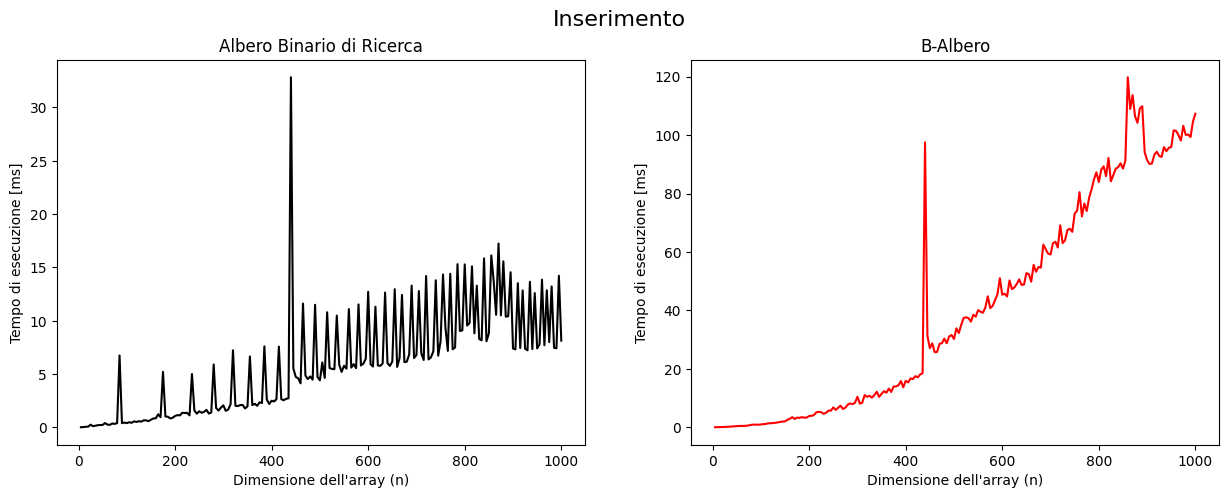 Inserimento
Albero Binario di Ricerca
Tempo di esecuzione [ms]
30
25
20
15
10
5
0
0 200 400 600 800 1000
Dimensione dell'array (n)
B-Albero
Tempo di esecuzione [ms]
120
100
80
60
40
20
0
0 200 400 600 800 1000
Dimensione dell'array (n)